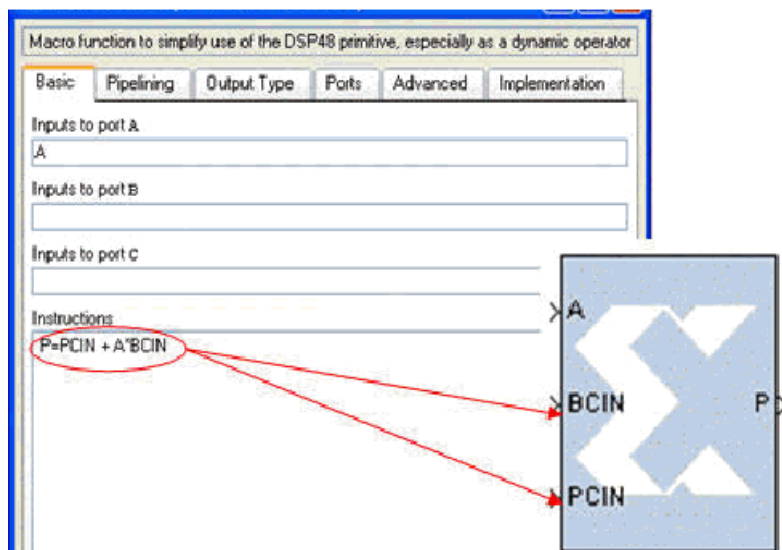 Macro function to simplify use of the DSP48 primitive, especially as a dynamic operator
Basic Pipelining Output Type Ports Advanced Implementation
Inputs to port A
A
Inputs to port B
Inputs to port C
Instructions
P=PCIN + A*BCIN
A
BCIN P
PCIN